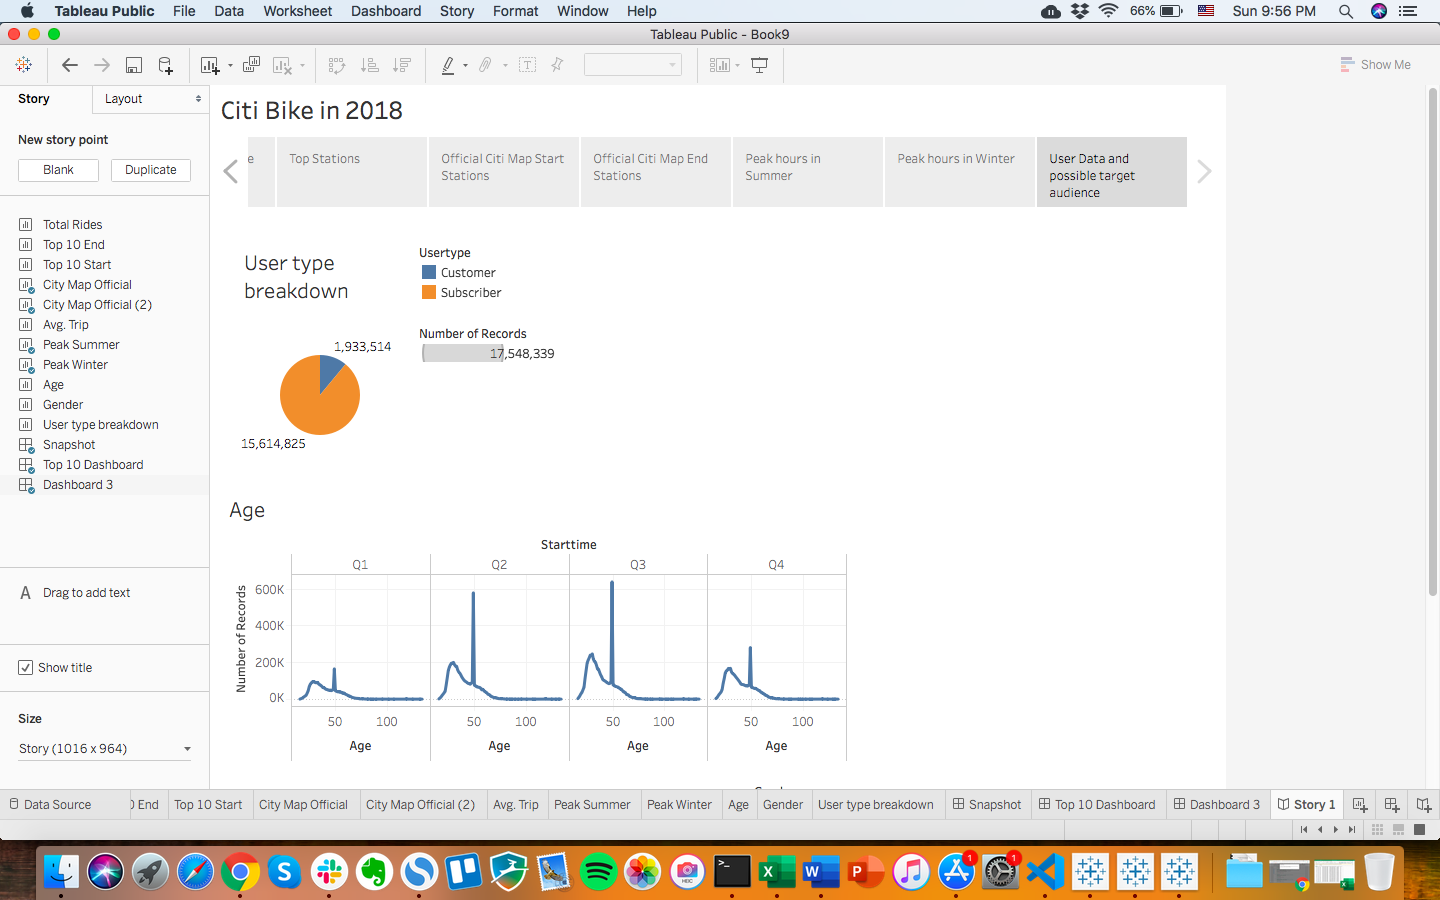 Tableau Public File Data Worksheet Dashboard Story Format Window Help 66% Sun 9:56 PM
Tableau Public - Book9
Show Me
Story Layout
Citi Bike in 2018
New story point
Blank Duplicate
e
Top Stations
Official Citi Map Start
Stations
Official Citi Map End
Stations
Peak hours in
Summer
Peak hours in Winter
User Data and
possible target
audience
Total Rides
Top 10 End
Top 10 Start
City Map Official
City Map Official (2)
Avg. Trip
Peak Summer
Peak Winter
Age
Gender
User type breakdown
Snapshot
Top 10 Dashboard
Dashboard 3
A Drag to add text
Show title
Size
Story (1016 x 964)
User type
breakdown
Usertype
Customer
Subscriber
Number of Records
17,548,339
1,933,514
15,614,825
Age
Starttime
Q1 Q2 Q3 Q4
Number of Records
600K
400K
200K
0K
50 100 50 100 50 100 50 100
Age Age Age Age
Data Source 0 End Top 10 Start City Map Official City Map Official (2) Avg. Trip Peak Summer Peak Winter Age Gender User type breakdown Snapshot Top 10 Dashboard Dashboard 3 Story 1
1 1